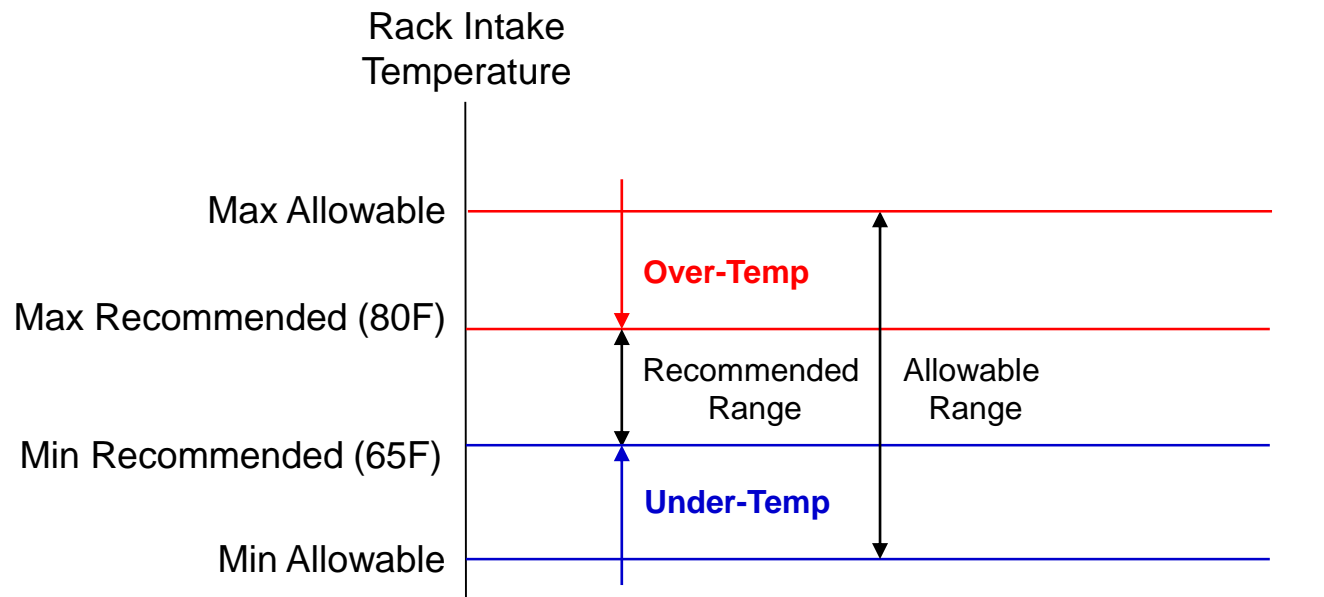 Rack Intake
Temperature
Max Allowable
Over-Temp
Max Recommended (80F)
Recommended
Range
Allowable
Range
Min Recommended (65F)
Under-Temp
Min Allowable